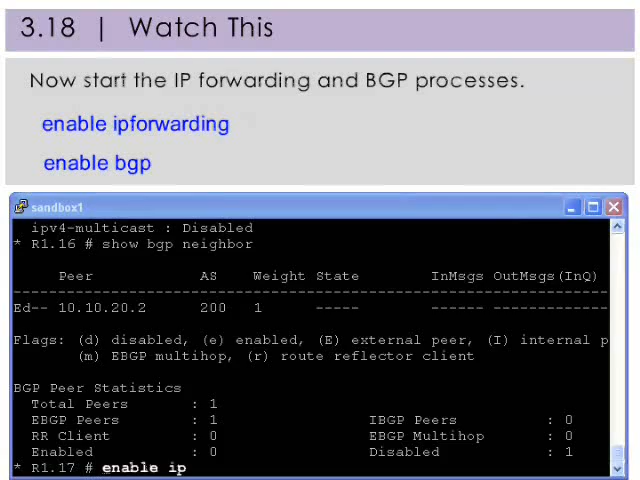 3.18 | Watch This
Now start the IP forwarding and BGP processes.
enable ipforwarding
enable bgp
sandbox1
ipv4-multicast : Disabled
* R1.16 # show bgp neighbor
Peer AS Weight State InMsgs OutMsgs(InQ)
-------------------------------------------------------------------
Ed-- 10.10.20.2 200 1 ----- ------ -------------
Flags: (d) disabled, (e) enabled, (E) external peer, (I) internal p
(m) EBGP multihop, (r) route reflector client
BGP Peer Statistics
Total Peers : 1
EBGP Peers : 1 IBGP Peers : 0
RR Client : 0 EBGP Multihop : 0
Enabled : 0 Disabled : 1
* R1.17 # enable ip